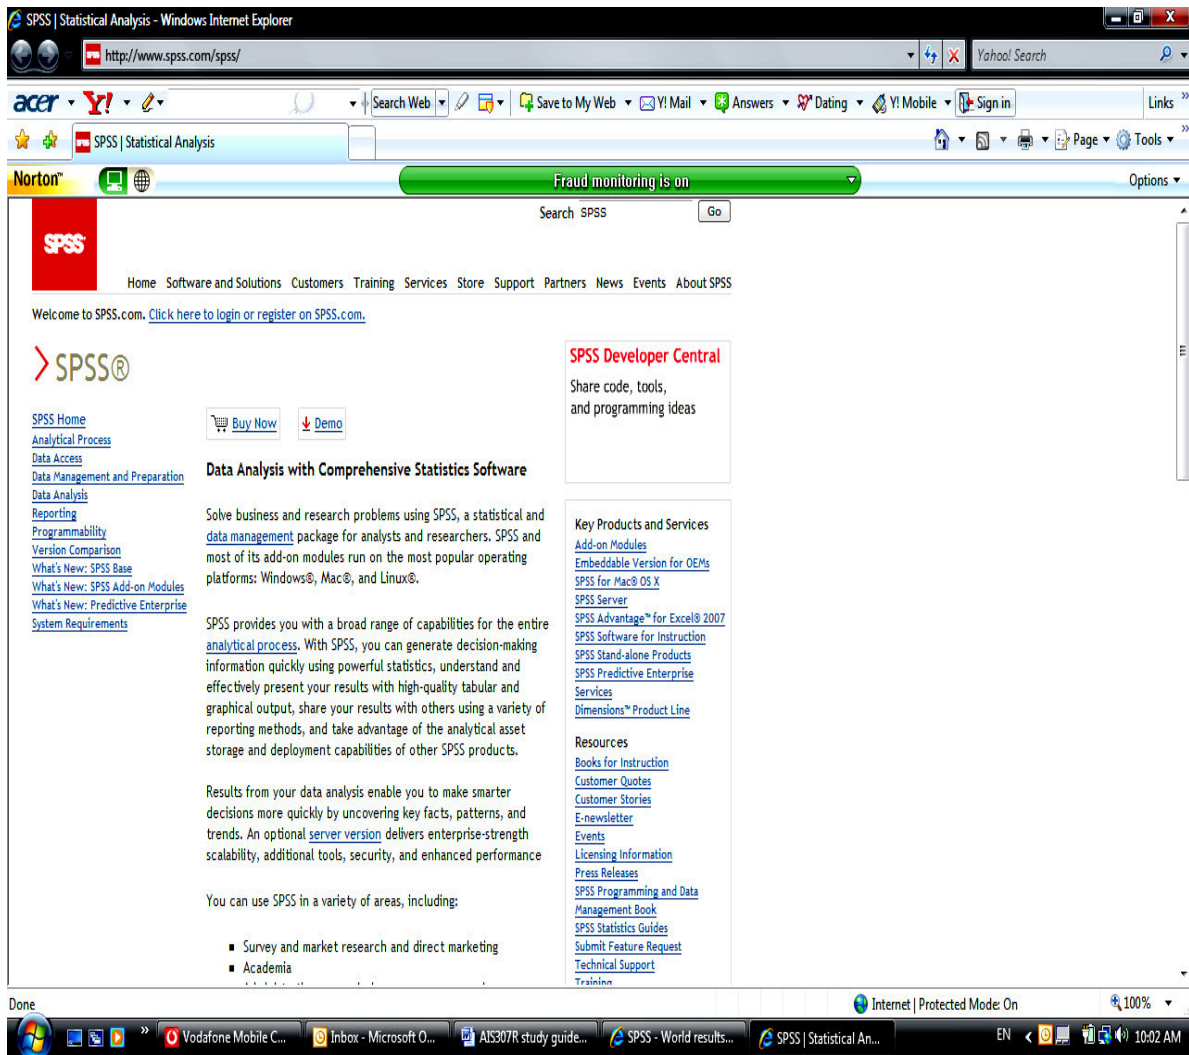 SPSS | Statistical Analysis - Windows Internet Explorer
http://www.spss.com/spss/
Yahoo! Search
acer Y! Search Web Save to My Web Y! Mail Answers Dating Y! Mobile Sign in Links
SPSS | Statistical Analysis
Page Tools
Norton™ Fraud monitoring is on Options
Search SPSS Go
SPSS
Home Software and Solutions Customers Training Services Store Support Partners News Events About SPSS
Welcome to SPSS.com. Click here to login or register on SPSS.com.
SPSS®
SPSS Home
Analytical Process
Data Access
Data Management and Preparation
Data Analysis
Reporting
Programmability
Version Comparison
What's New: SPSS Base
What's New: SPSS Add-on Modules
What's New: Predictive Enterprise
System Requirements
Buy Now Demo
Data Analysis with Comprehensive Statistics Software
Solve business and research problems using SPSS, a statistical and
data management package for analysts and researchers. SPSS and
most of its add-on modules run on the most popular operating
platforms: Windows®, Mac®, and Linux®.
SPSS provides you with a broad range of capabilities for the entire
analytical process. With SPSS, you can generate decision-making
information quickly using powerful statistics, understand and
effectively present your results with high-quality tabular and
graphical output, share your results with others using a variety of
reporting methods, and take advantage of the analytical asset
storage and deployment capabilities of other SPSS products.
Results from your data analysis enable you to make smarter
decisions more quickly by uncovering key facts, patterns, and
trends. An optional server version delivers enterprise-strength
scalability, additional tools, security, and enhanced performance
You can use SPSS in a variety of areas, including:
Survey and market research and direct marketing
Academia
SPSS Developer Central
Share code, tools,
and programming ideas
Key Products and Services
Add-on Modules
Embeddable Version for OEMs
SPSS for Mac® OS X
SPSS Server
SPSS Advantage™ for Excel® 2007
SPSS Software for Instruction
SPSS Stand-alone Products
SPSS Predictive Enterprise
Services
Dimensions™ Product Line
Resources
Books for Instruction
Customer Quotes
Customer Stories
E-newsletter
Events
Licensing Information
Press Releases
SPSS Programming and Data
Management Book
SPSS Statistics Guides
Submit Feature Request
Technical Support
Training
Done Internet | Protected Mode: On 100%
Vodafone Mobile C... Inbox - Microsoft O... AIS307R study guide... SPSS - World results... SPSS | Statistical An... EN 10:02 AM